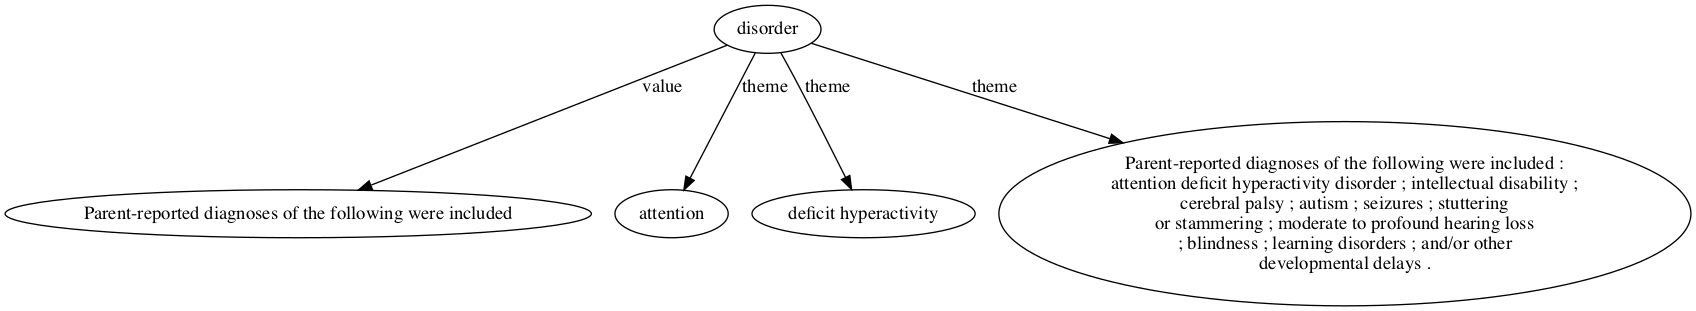 disorder
value
theme
theme
theme
Parent-reported diagnoses of the following were included
attention
deficit hyperactivity
Parent-reported diagnoses of the following were included :
attention deficit hyperactivity disorder ; intellectual disability ;
cerebral palsy ; autism ; seizures ; stuttering
or stammering ; moderate to profound hearing loss
; blindness ; learning disorders ; and/or other
developmental delays .